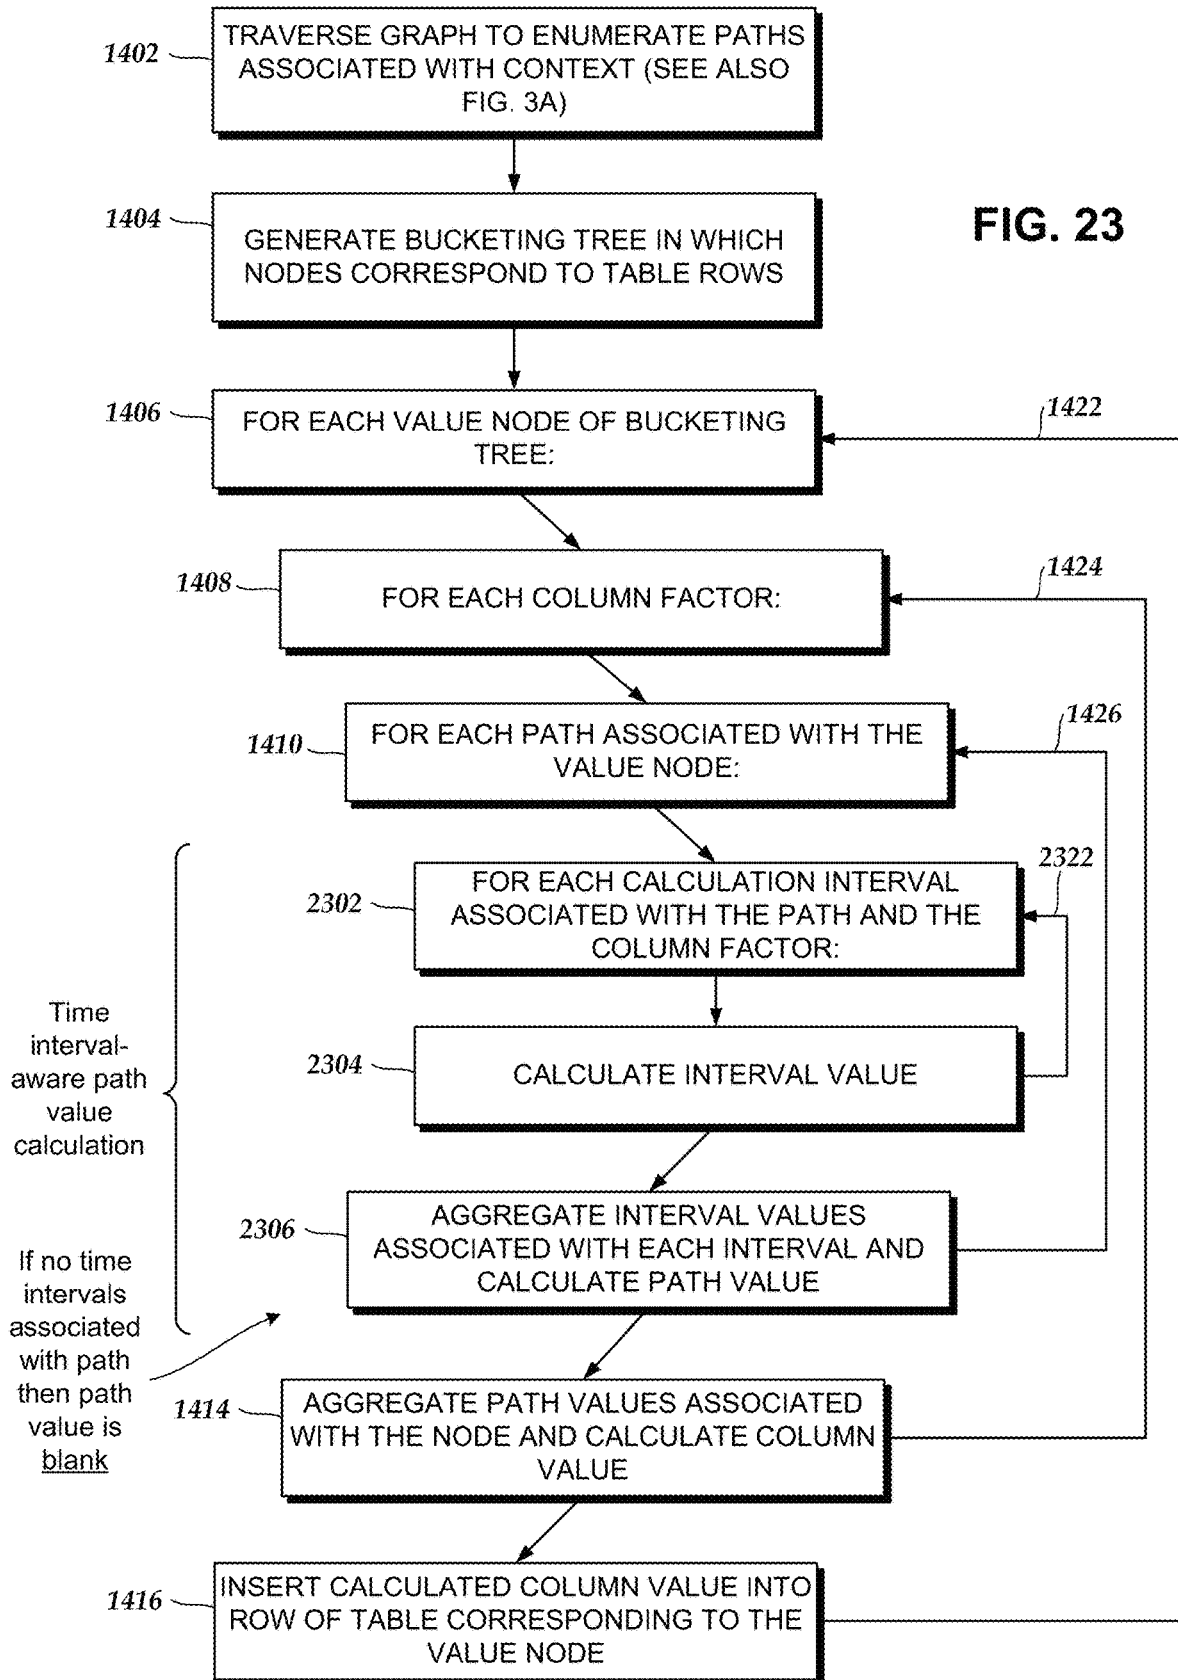 1402
TRAVERSE GRAPH TO ENUMERATE PATHS
ASSOCIATED WITH CONTEXT (SEE ALSO
FIG. 3A)
1404
GENERATE BUCKETING TREE IN WHICH
NODES CORRESPOND TO TABLE ROWS
FIG. 23
1406
FOR EACH VALUE NODE OF BUCKETING
TREE:
1422
1408
FOR EACH COLUMN FACTOR:
1424
1410
FOR EACH PATH ASSOCIATED WITH THE
VALUE NODE:
1426
2302
FOR EACH CALCULATION INTERVAL
ASSOCIATED WITH THE PATH AND THE
COLUMN FACTOR:
2322
2304
CALCULATE INTERVAL VALUE
Time
interval-
aware path
value
calculation
2306
AGGREGATE INTERVAL VALUES
ASSOCIATED WITH EACH INTERVAL AND
CALCULATE PATH VALUE
If no time
intervals
associated
with path
then path
value is
blank
1414
AGGREGATE PATH VALUES ASSOCIATED
WITH THE NODE AND CALCULATE COLUMN
VALUE
1416
INSERT CALCULATED COLUMN VALUE INTO
ROW OF TABLE CORRESPONDING TO THE
VALUE NODE